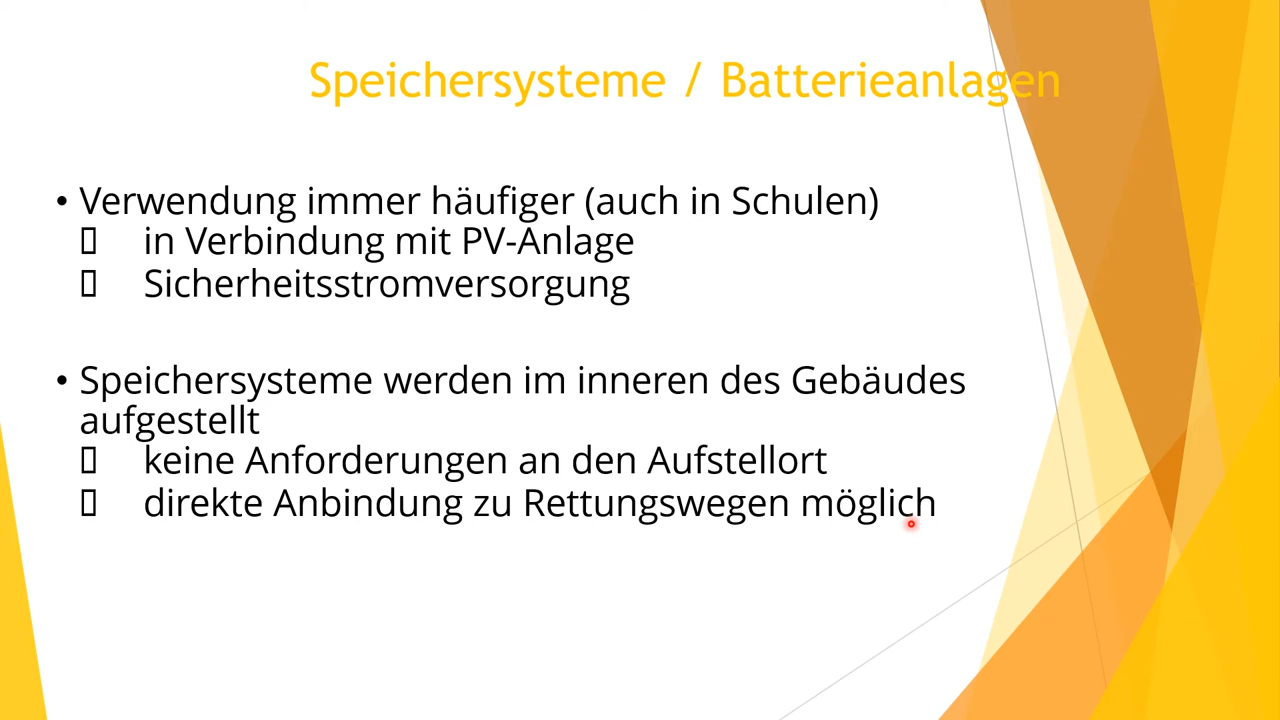 Speichersysteme / Batterieanlagen
• Verwendung immer häufiger (auch in Schulen)
▯ in Verbindung mit PV-Anlage
▯ Sicherheitsstromversorgung
• Speichersysteme werden im inneren des Gebäudes
aufgestellt
▯ keine Anforderungen an den Aufstellort
▯ direkte Anbindung zu Rettungswegen möglich